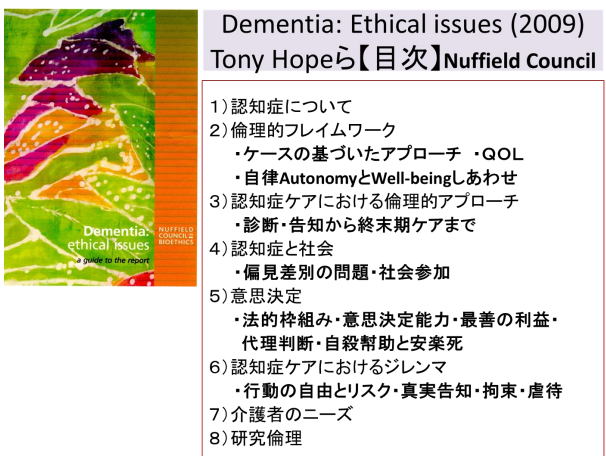 Dementia: Ethical issues (2009)
Tony Hopeら【目次】Nuffield Council
Dementia:
ethical issues
NUFFIELD
COUNCIL ON
BIOETHICS
a guide to the report
1)認知症について
2)倫理的フレイムワーク
・ケースの基づいたアプローチ ・QOL
・自律AutonomyとWell-beingしあわせ
3)認知症ケアにおける倫理的アプローチ
・診断・告知から終末期ケアまで
4)認知症と社会
・偏見差別の問題・社会参加
5)意思決定
・法的枠組み・意思決定能力・最善の利益・
代理判断・自殺幇助と安楽死
6)認知症ケアにおけるジレンマ
・行動の自由とリスク・真実告知・拘束・虐待
7)介護者のニーズ
8)研究倫理